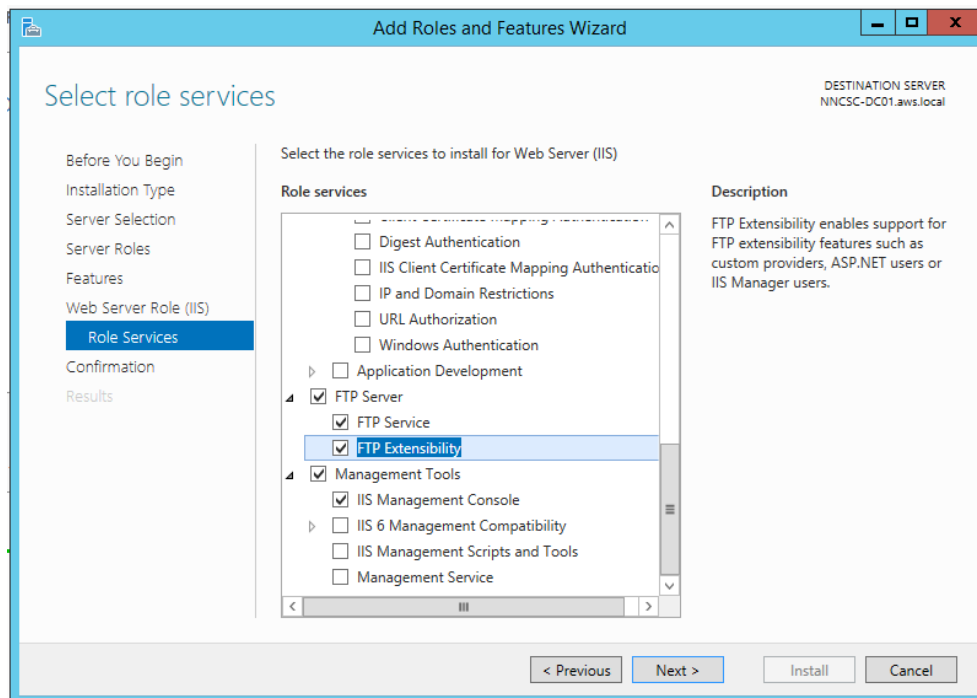 Add Roles and Features Wizard
Select role services
DESTINATION SERVER
NNCSC-DC01.aws.local
Before You Begin
Installation Type
Server Selection
Server Roles
Features
Web Server Role (IIS)
Role Services
Confirmation
Results
Select the role services to install for Web Server (IIS)
Role services
Client Certificate Mapping Authentication
Digest Authentication
IIS Client Certificate Mapping Authenticatio
IP and Domain Restrictions
URL Authorization
Windows Authentication
Application Development
FTP Server
FTP Service
FTP Extensibility
Management Tools
IIS Management Console
IIS 6 Management Compatibility
IIS Management Scripts and Tools
Management Service
Description
FTP Extensibility enables support for
FTP extensibility features such as
custom providers, ASP.NET users or
IIS Manager users.
< Previous
Next >
Install
Cancel